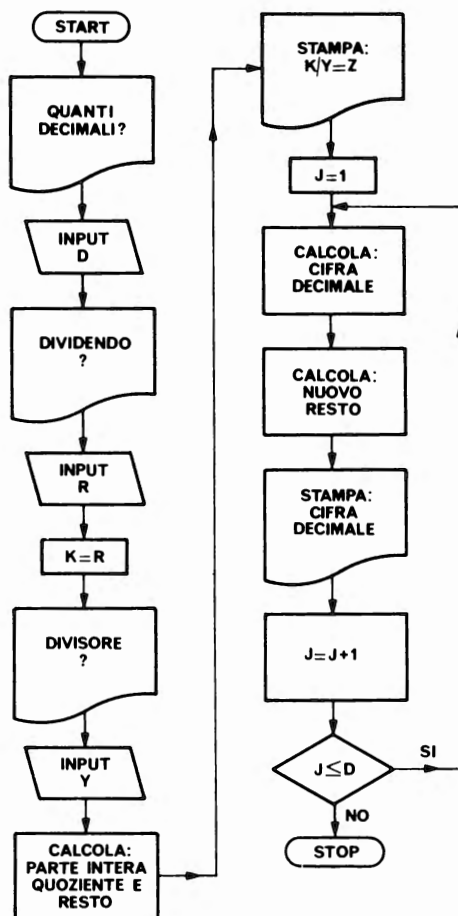 START
QUANTI
DECIMALI?
INPUT
D
DIVIDENDO
?
INPUT
R
K=R
DIVISORE
?
INPUT
Y
CALCOLA:
PARTE INTERA
QUOZIENTE E
RESTO
STAMPA:
K/Y=Z
J=1
CALCOLA:
CIFRA
DECIMALE
CALCOLA:
NUOVO
RESTO
STAMPA:
CIFRA
DECIMALE
J=J+1
J≤D
SI
NO
STOP